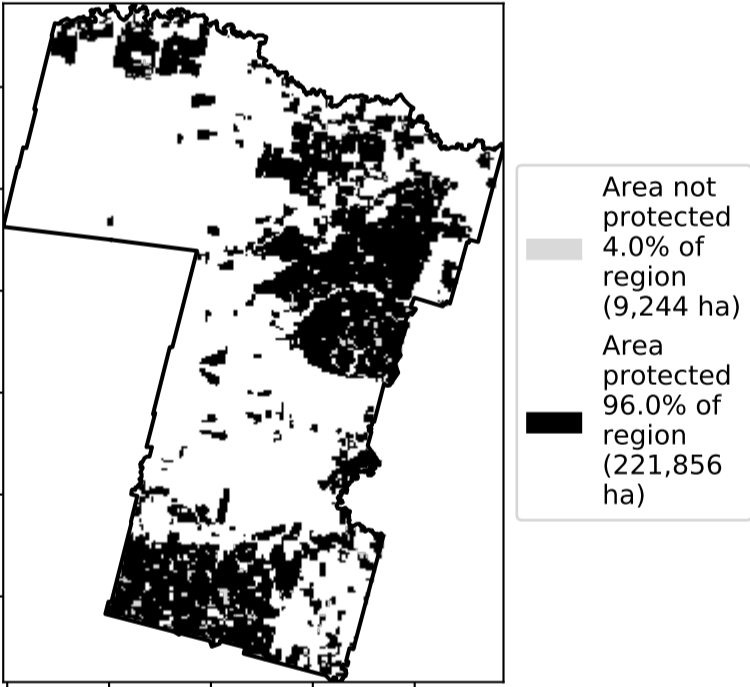 Area not
protected
4.0% of
region
(9,244 ha)
Area
protected
96.0% of
region
(221,856
ha)